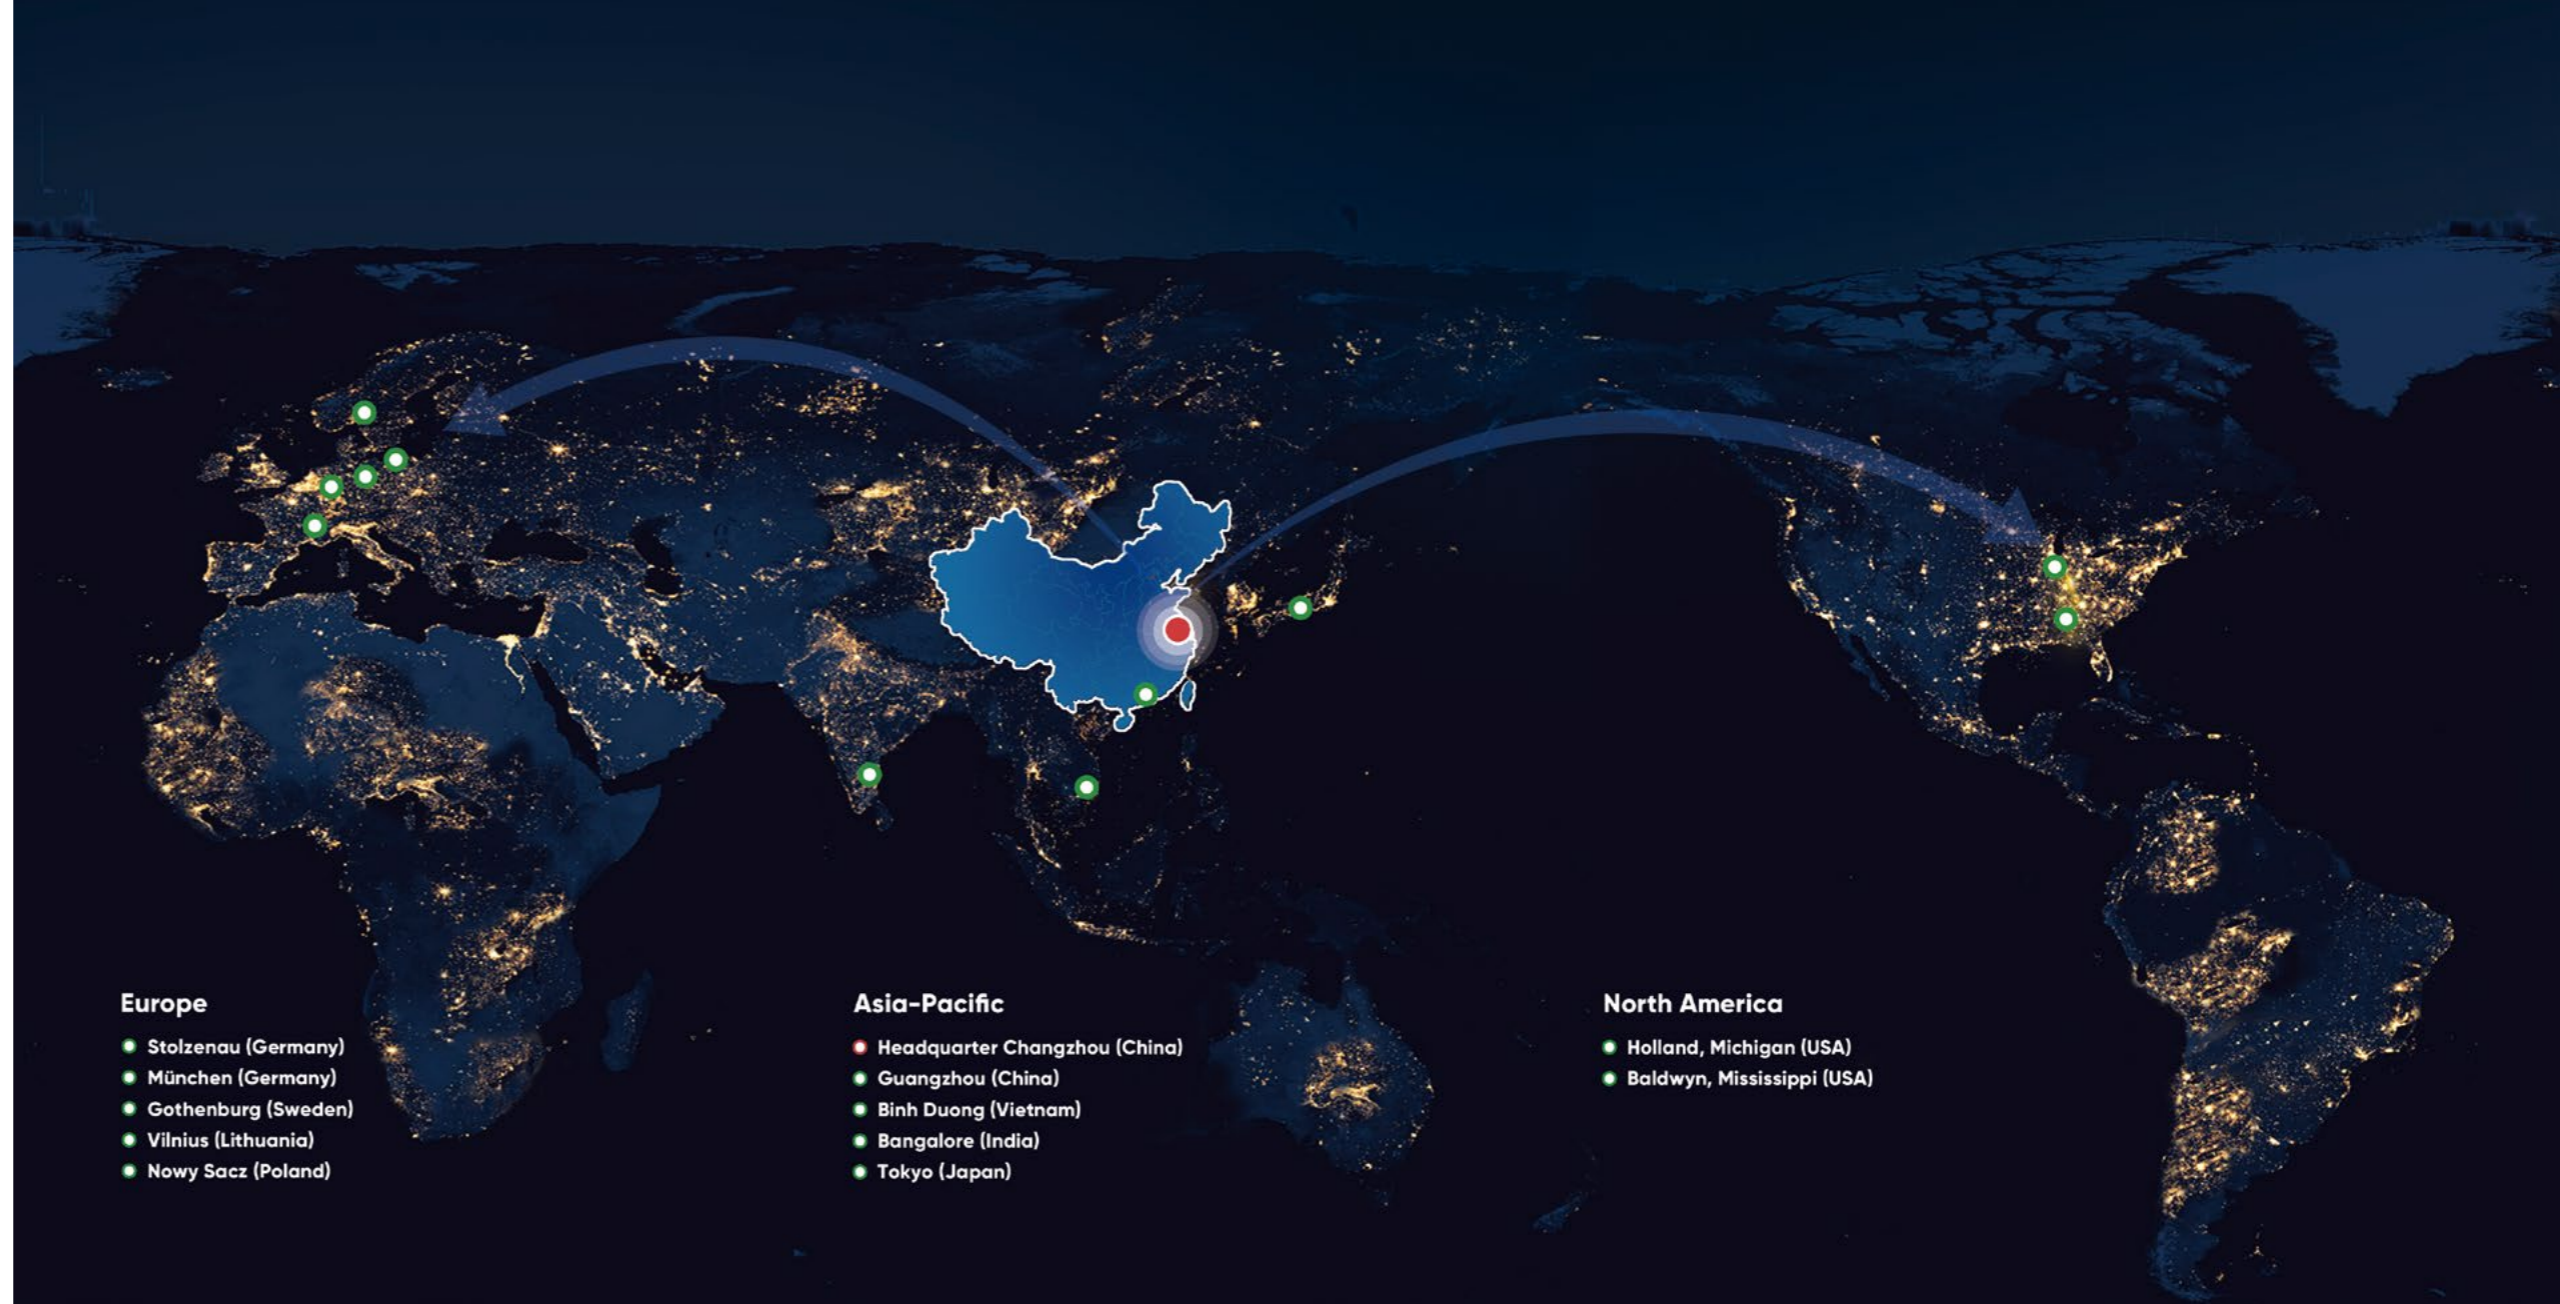 Europe
Stolzenau (Germany)
München (Germany)
Gothenburg (Sweden)
Vilnius (Lithuania)
Nowy Sacz (Poland)
Asia-Pacific
Headquarter Changzhou (China)
Guangzhou (China)
Binh Duong (Vietnam)
Bangalore (India)
Tokyo (Japan)
North America
Holland, Michigan (USA)
Baldwyn, Mississippi (USA)